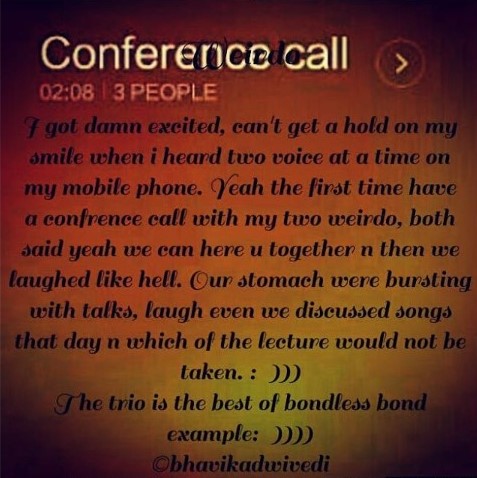 Conference call
Weirdo
02:08 | 3 PEOPLE
I got damn excited, can't get a hold on my
smile when i heard two voice at a time on
my mobile phone. Yeah the first time have
a confrence call with my two weirdo, both
said yeah we can here u together n then we
laughed like hell. Our stomach were bursting
with talks, laugh even we discussed songs
that day n which of the lecture would not be
taken. : )))
The trio is the best of bondless bond
example: ))))
©bhavikadwivedi